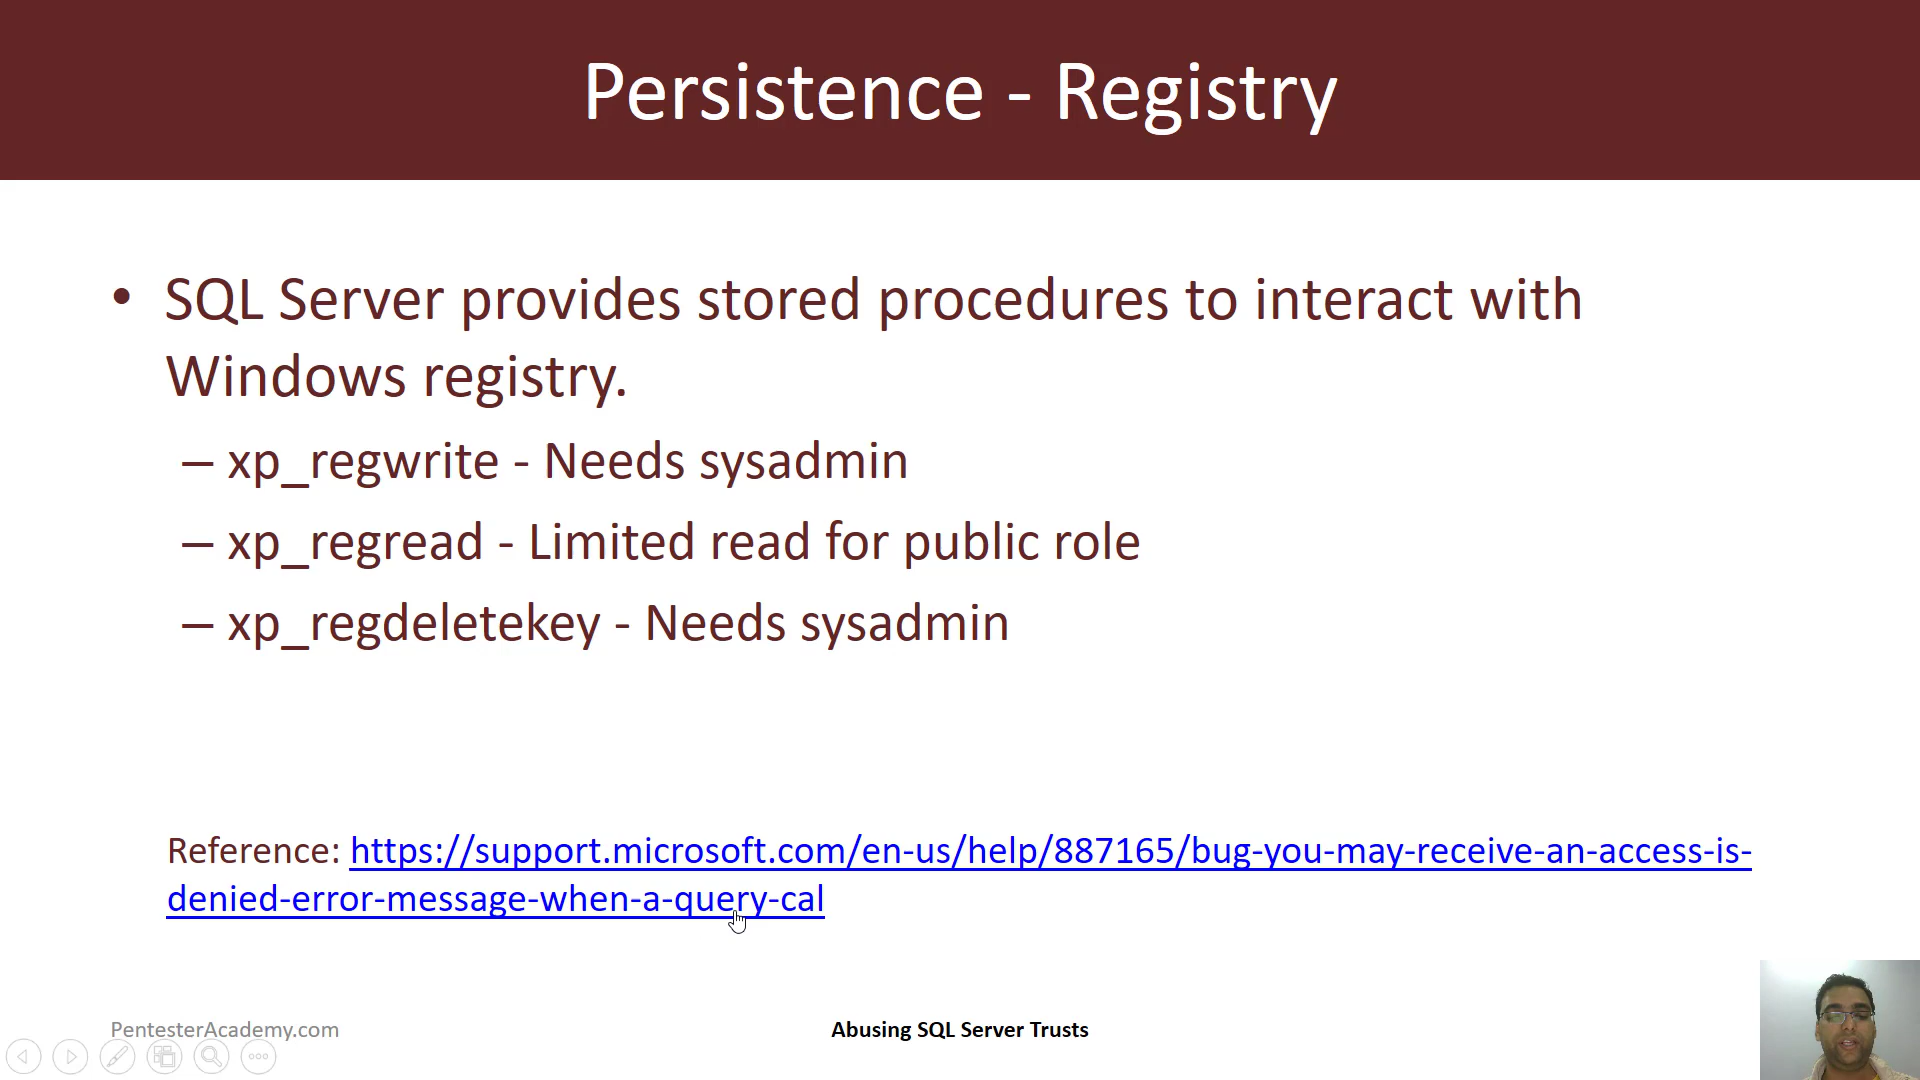 Persistence - Registry
• SQL Server provides stored procedures to interact with
Windows registry.
– xp_regwrite - Needs sysadmin
– xp_regread - Limited read for public role
– xp_regdeletekey - Needs sysadmin
Reference: https://support.microsoft.com/en-us/help/887165/bug-you-may-receive-an-access-is-
denied-error-message-when-a-query-cal
PentesterAcademy.com
Abusing SQL Server Trusts